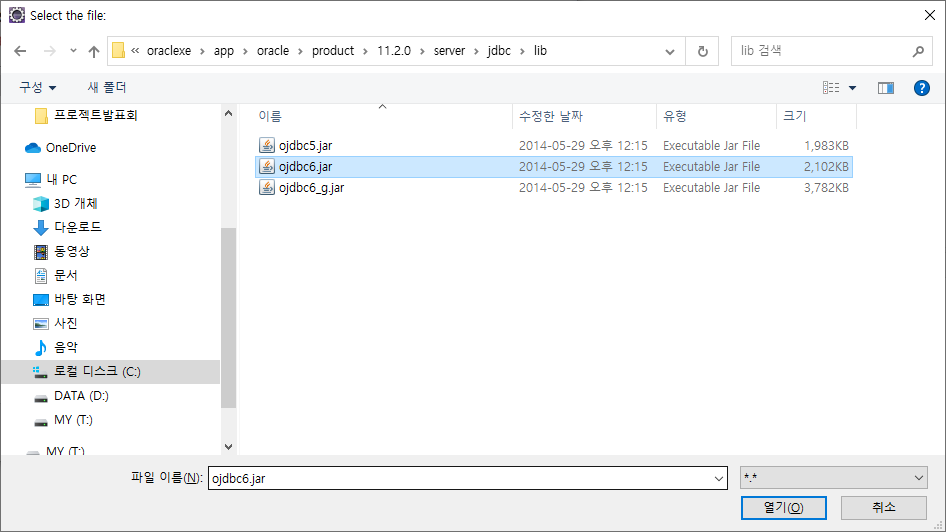 Select the file:
« oraclexe › app › oracle › product › 11.2.0 › server › jdbc › lib
lib 검색
구성 새 폴더
프로젝트발표회
OneDrive
내 PC
3D 개체
다운로드
동영상
문서
바탕 화면
사진
음악
로컬 디스크 (C:)
DATA (D:)
MY (T:)
MY (T:)
이름 수정한 날짜 유형 크기
ojdbc5.jar 2014-05-29 오후 12:15 Executable Jar File 1,983KB
ojdbc6.jar 2014-05-29 오후 12:15 Executable Jar File 2,102KB
ojdbc6_g.jar 2014-05-29 오후 12:15 Executable Jar File 3,782KB
파일 이름(N): ojdbc6.jar *.*
열기(O) 취소